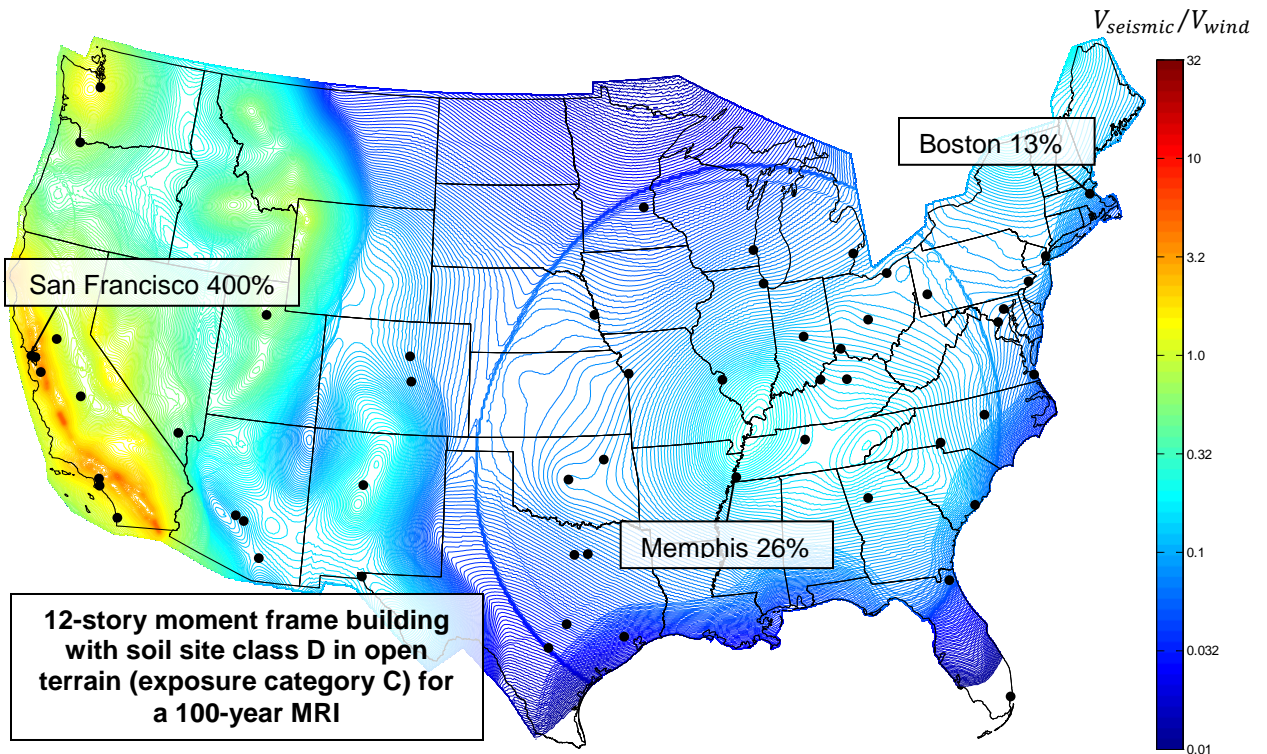 V_seismic/V_wind
32
Boston 13%
10
3.2
San Francisco 400%
1.0
0.32
Memphis 26%
0.1
12-story moment frame building
with soil site class D in open
terrain (exposure category C) for
a 100-year MRI
0.032
0.01